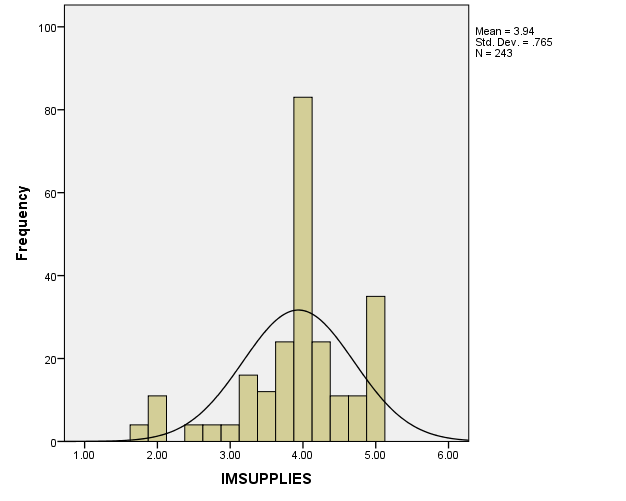 Mean = 3.94
Std. Dev. = .765
N = 243
100
80
60
40
20
0
Frequency
1.00 2.00 3.00 4.00 5.00 6.00
IMSUPPLIES